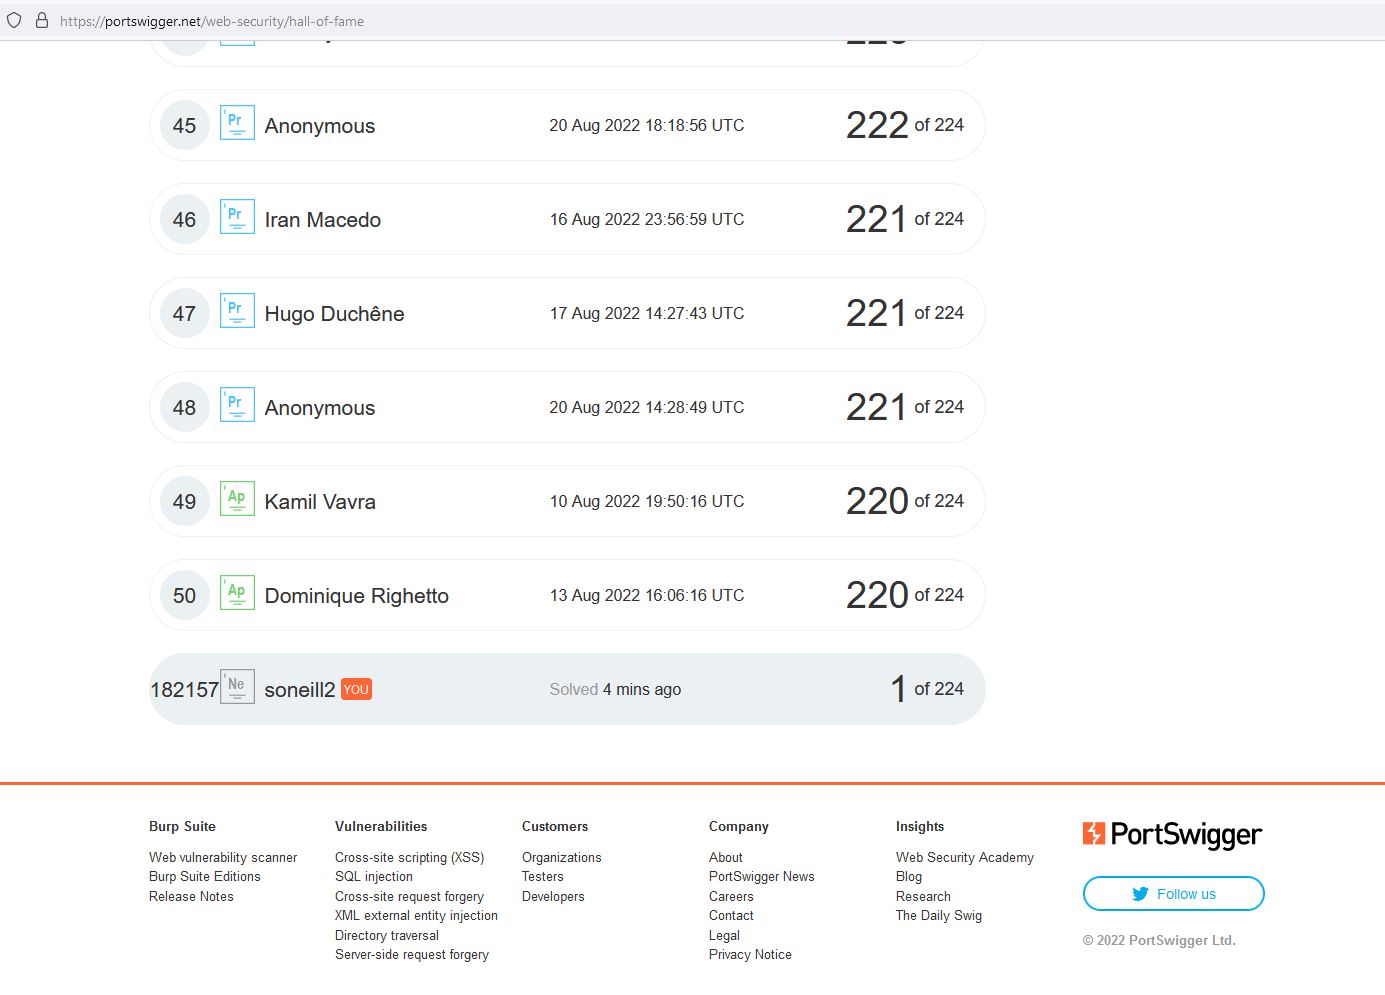 https://portswigger.net/web-security/hall-of-fame
45 Pr Anonymous 20 Aug 2022 18:18:56 UTC 222 of 224
46 Pr Iran Macedo 16 Aug 2022 23:56:59 UTC 221 of 224
47 Pr Hugo Duchêne 17 Aug 2022 14:27:43 UTC 221 of 224
48 Pr Anonymous 20 Aug 2022 14:28:49 UTC 221 of 224
49 Ap Kamil Vavra 10 Aug 2022 19:50:16 UTC 220 of 224
50 Ap Dominique Righetto 13 Aug 2022 16:06:16 UTC 220 of 224
182157 Ne soneill2 YOU Solved 4 mins ago 1 of 224
Burp Suite
Web vulnerability scanner
Burp Suite Editions
Release Notes
Vulnerabilities
Cross-site scripting (XSS)
SQL injection
Cross-site request forgery
XML external entity injection
Directory traversal
Server-side request forgery
Customers
Organizations
Testers
Developers
Company
About
PortSwigger News
Careers
Contact
Legal
Privacy Notice
Insights
Web Security Academy
Blog
Research
The Daily Swig
PortSwigger
Follow us
© 2022 PortSwigger Ltd.